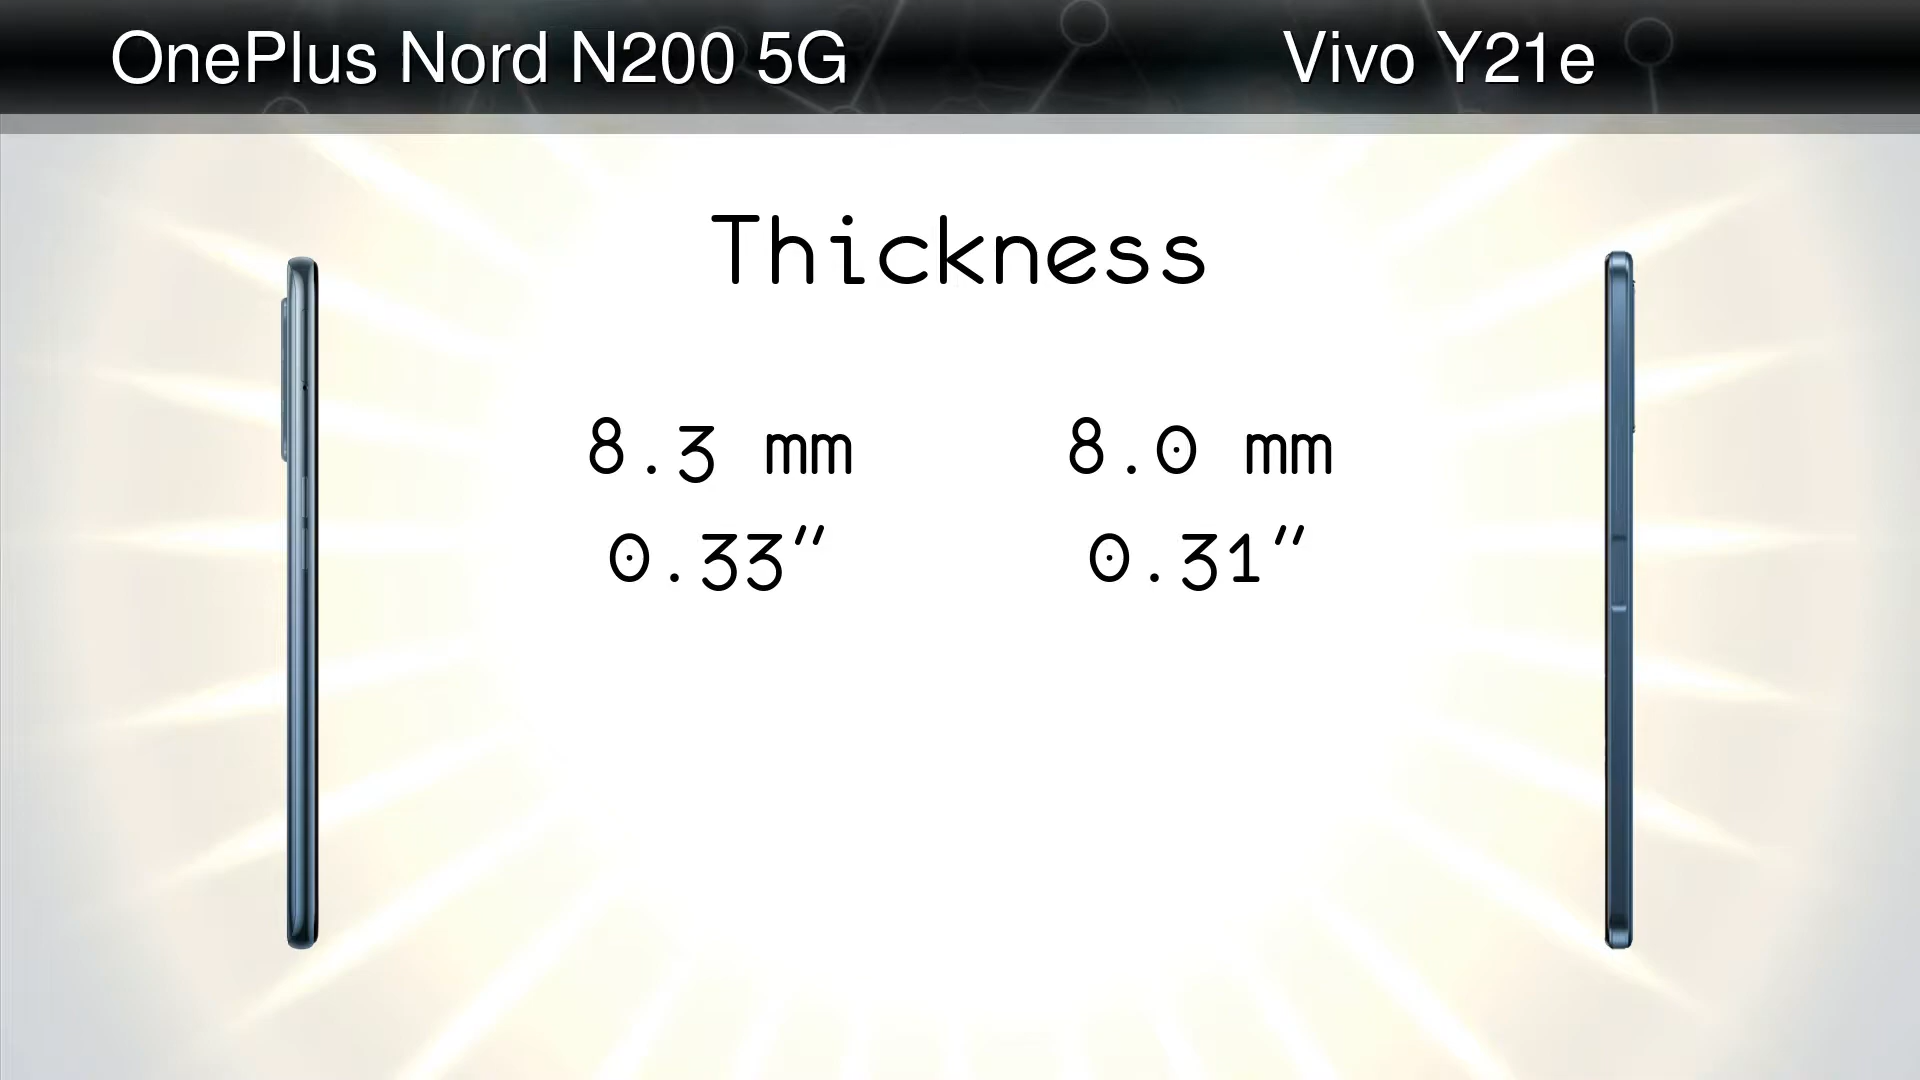 OnePlus Nord N200 5G
Vivo Y21e
Thickness
8.3 mm
8.0 mm
0.33"
0.31"